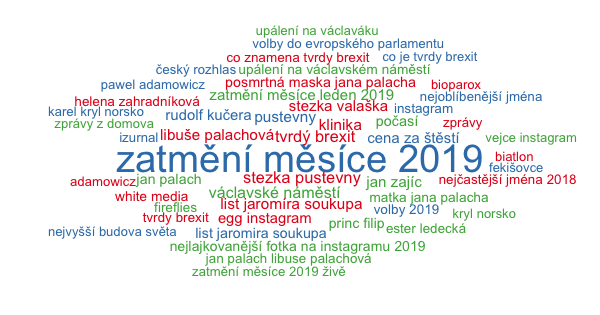 upálení na václaváku
volby do evropského parlamentu
co znamena tvrdy brexit
co je tvrdy brexit
český rozhlas
upálení na václavském náměstí
pawel adamowicz
posmrtná maska jana palacha
bioparox
helena zahradníková
zatmění měsíce leden 2019
nejoblíbenější jména
stezka valaška
instagram
karel kryl norsko
rudolf kučera
pustevny
zprávy z domova
klinika
počasí
zprávy
izurnal
libuše palachová
tvrdý brexit
cena za štěstí
vejce instagram
zatmění měsíce 2019
biatlon
fekišovce
adamowicz
jan palach
stezka pustevny
jan zajíc
nejčastější jména 2018
white media
václavské náměstí
matka jana palacha
fireflies
list jaromíra soukupa
volby 2019
kryl norsko
tvrdy brexit
egg instagram
princ filip
ester ledecká
nejvyšší budova světa
list jaromira soukupa
nejlajkovanější fotka na instagramu 2019
jan palach libuse palachová
zatmění měsíce 2019 živě